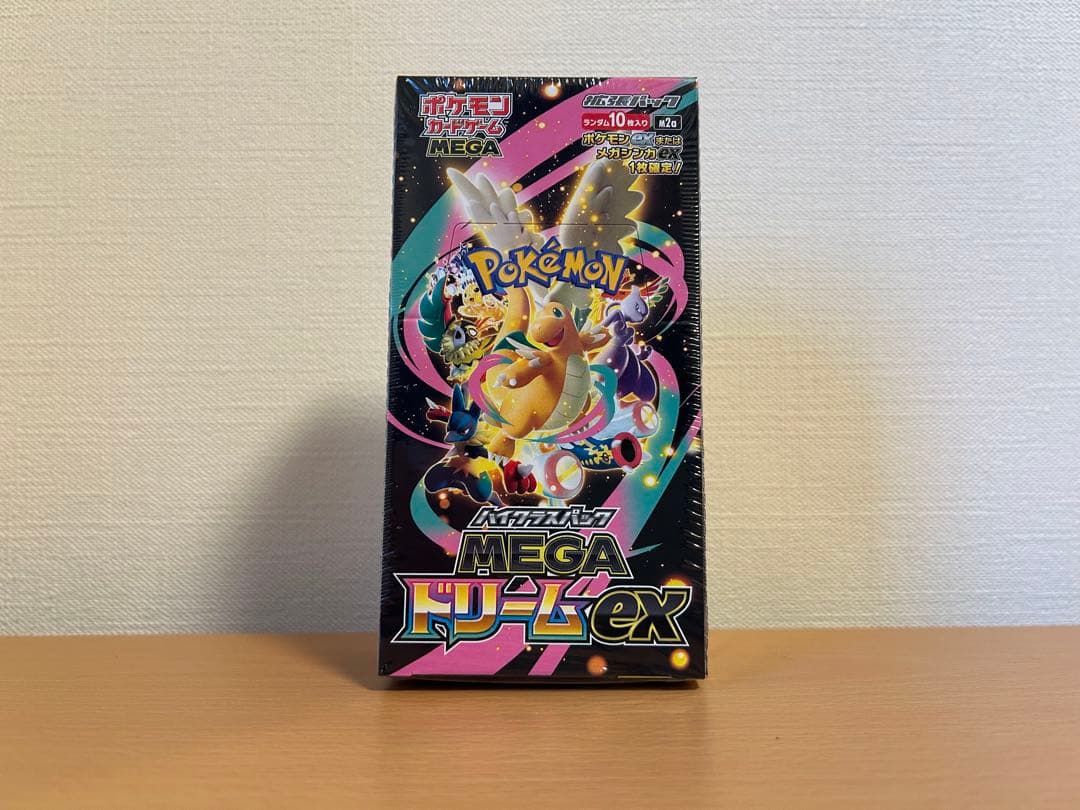 ポケモン
カードゲーム
MEGA
拡張パック
ランダム10枚入り M2a
ポケモンexまたは
メガシンカex
1枚確定!
POKéMON
ハイクラスパック
MEGA
ドリームex